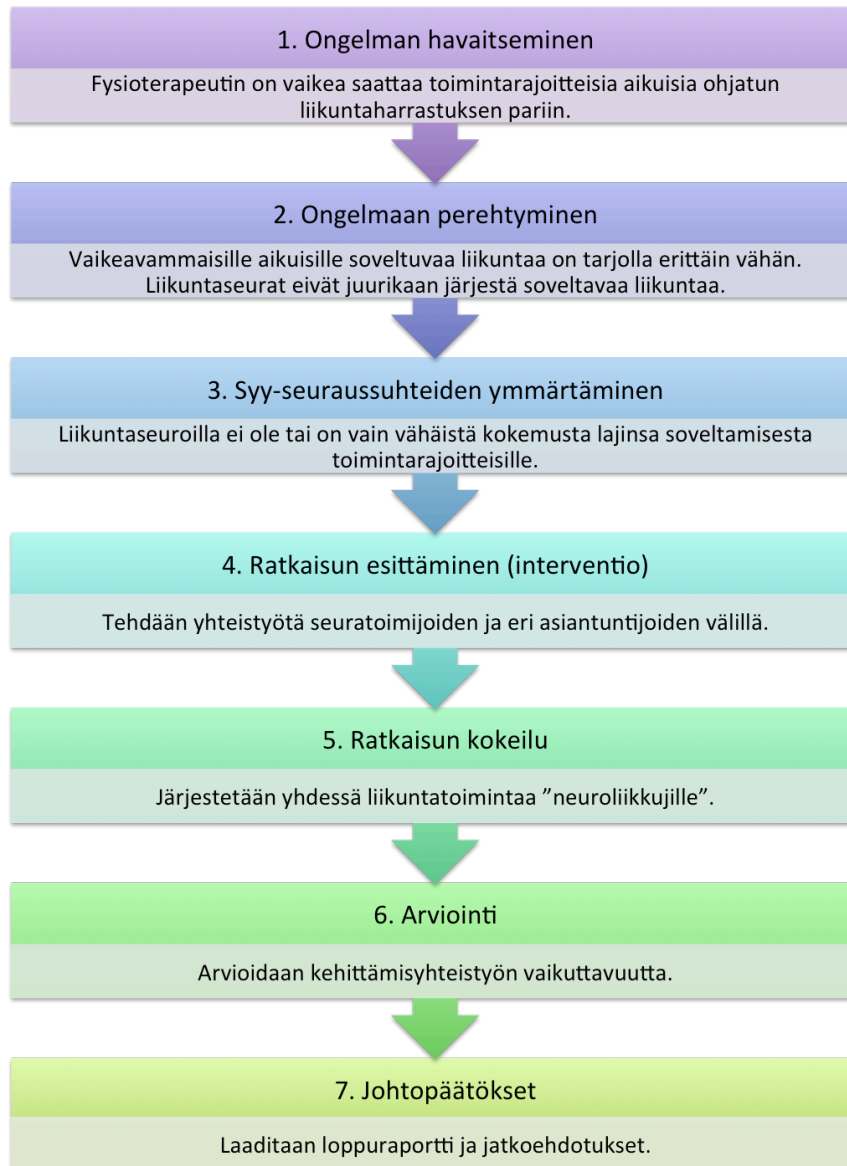 1. Ongelman havaitseminen
Fysioterapeutin on vaikea saattaa toimintarajoitteisia aikuisia ohjatun
liikuntaharrastuksen pariin.
2. Ongelmaan perehtyminen
Vaikeavammaisille aikuisille soveltuvaa liikuntaa on tarjolla erittäin vähän.
Liikuntaseurat eivät juurikaan järjestä soveltavaa liikuntaa.
3. Syy-seuraussuhteiden ymmärtäminen
Liikuntaseuroilla ei ole tai on vain vähäistä kokemusta lajinsa soveltamisesta
toimintarajoitteisille.
4. Ratkaisun esittäminen (interventio)
Tehdään yhteistyötä seuratoimijoiden ja eri asiantuntijoiden välillä.
5. Ratkaisun kokeilu
Järjestetään yhdessä liikuntatoimintaa ”neuroliikkujille”.
6. Arviointi
Arvioidaan kehittämisyhteistyön vaikuttavuutta.
7. Johtopäätökset
Laaditaan loppuraportti ja jatkoehdotukset.